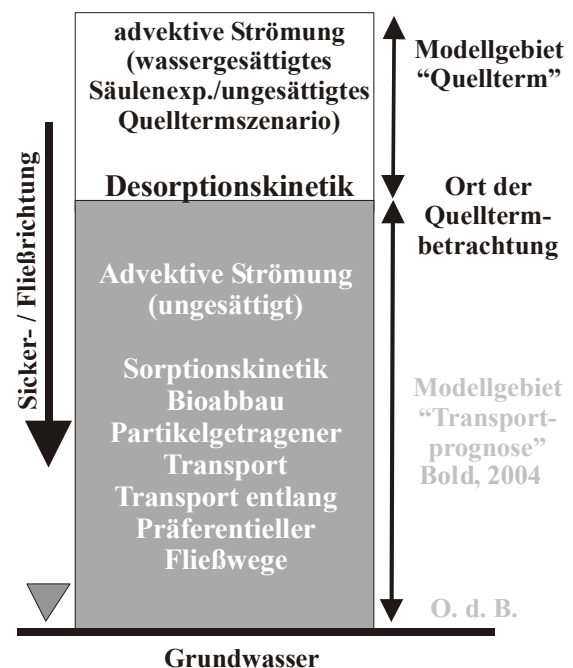 advektive Strömung
(wassergesättigtes
Säulenexp./ungesättigtes
Quelltermszenario)
Desorptionskinetik
Modellgebiet
“Quellterm”
Ort der
Quellterm-
betrachtung
Sicker- / Fließrichtung
Advektive Strömung
(ungesättigt)
Sorptionskinetik
Bioabbau
Partikelgetragener
Transport
Transport entlang
Präferentieller
Fließwege
Modellgebiet
“Transport-
prognose”
Bold, 2004
O. d. B.
Grundwasser